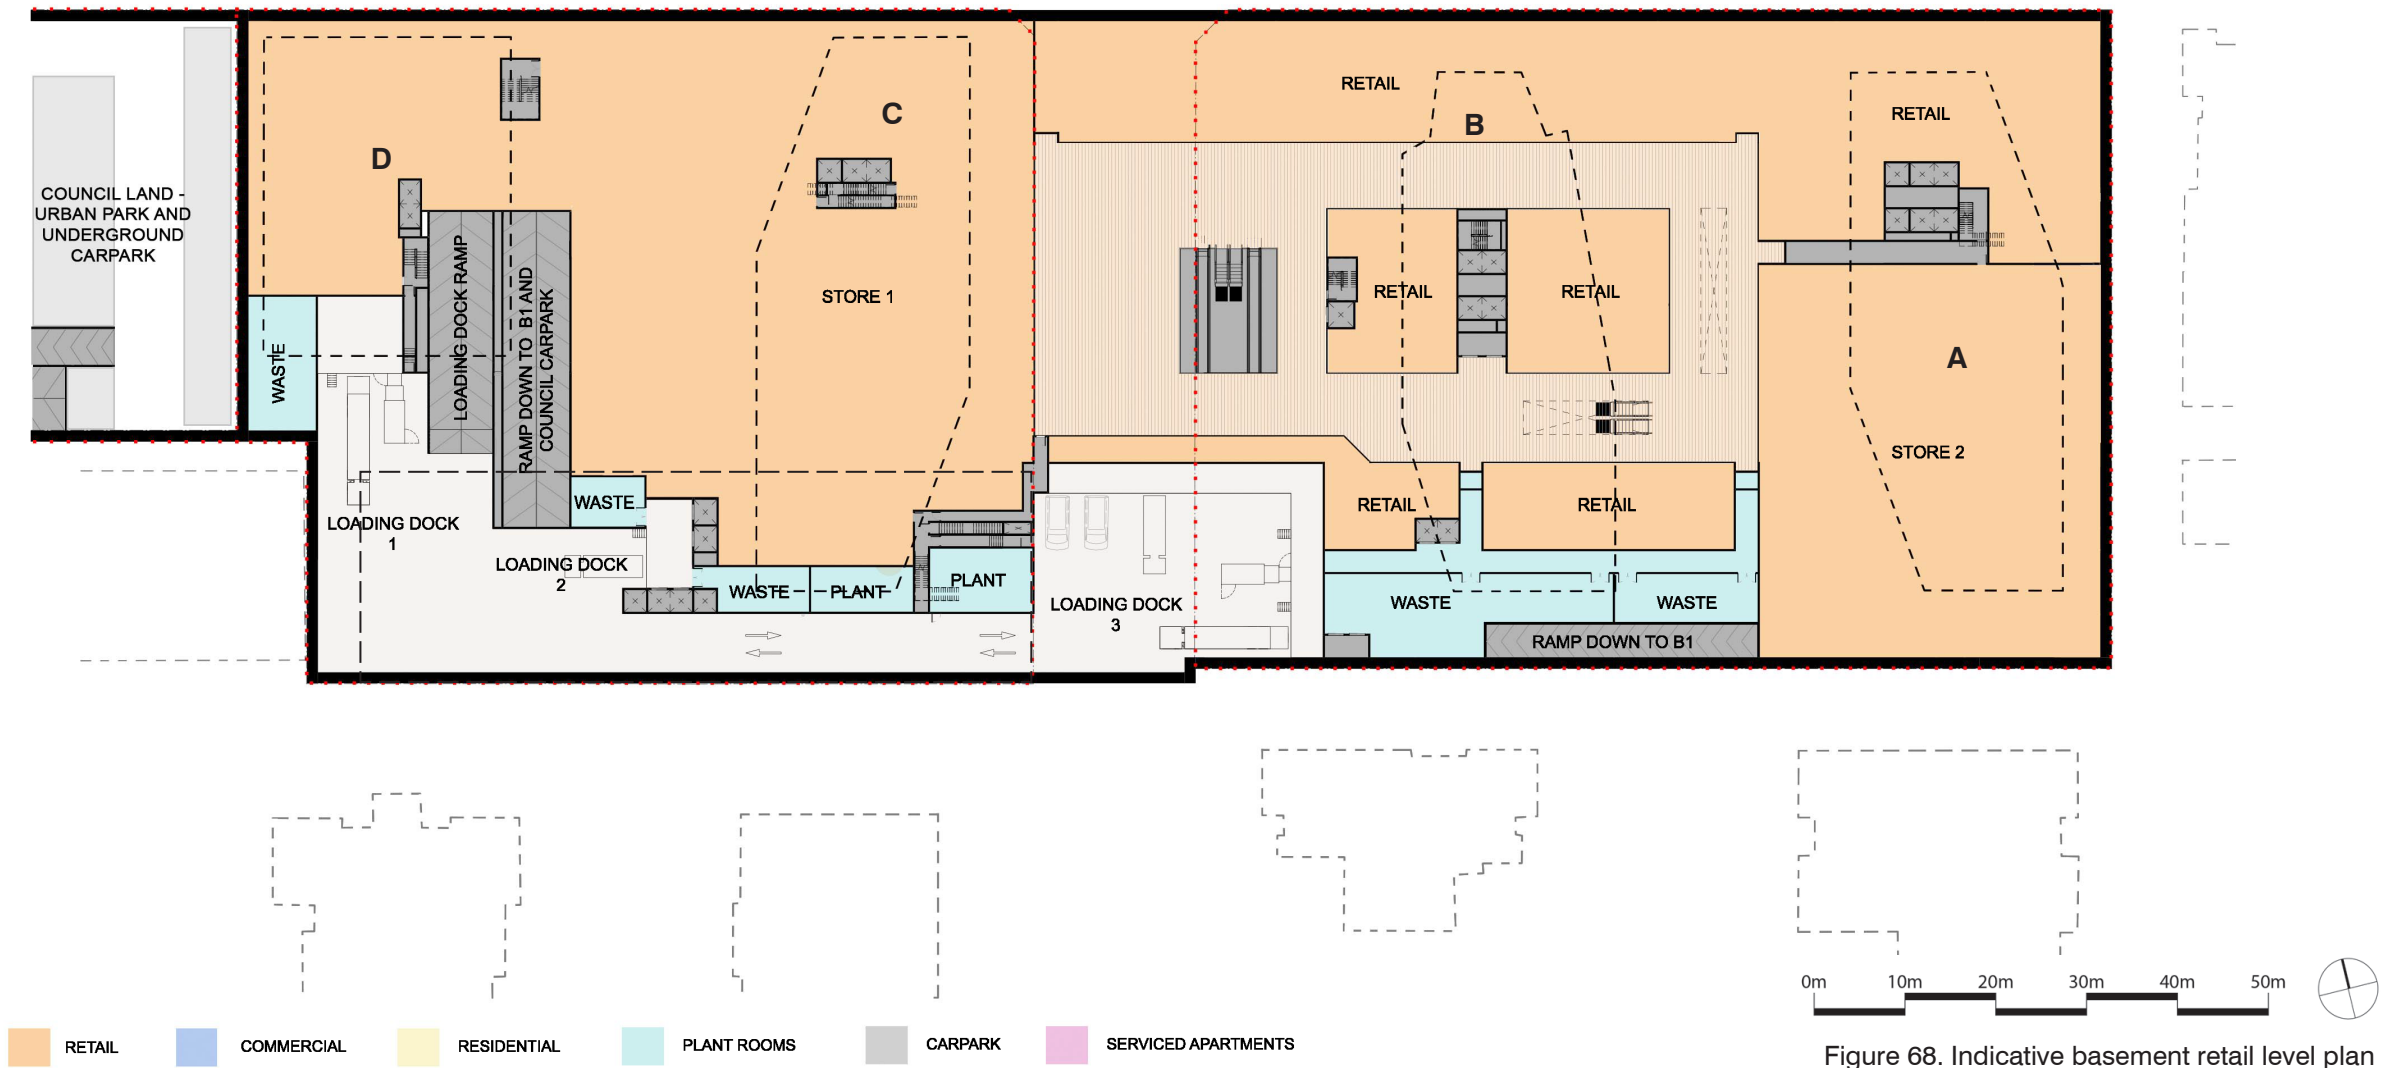 RETAIL
B
C
RETAIL
D
COUNCIL LAND -
URBAN PARK AND
UNDERGROUND
CARPARK
LOADING DOCK RAMP
RAMP DOWN TO B1 AND
COUNCIL CARPARK
STORE 1
RETAIL
RETAIL
A
WASTE
STORE 2
WASTE
RETAIL
RETAIL
LOADING DOCK
1
LOADING DOCK
2
WASTE
PLANT
PLANT
LOADING DOCK
3
WASTE
WASTE
RAMP DOWN TO B1
0m 10m 20m 30m 40m 50m
RETAIL
COMMERCIAL
RESIDENTIAL
PLANT ROOMS
CARPARK
SERVICED APARTMENTS
Figure 68. Indicative basement retail level plan